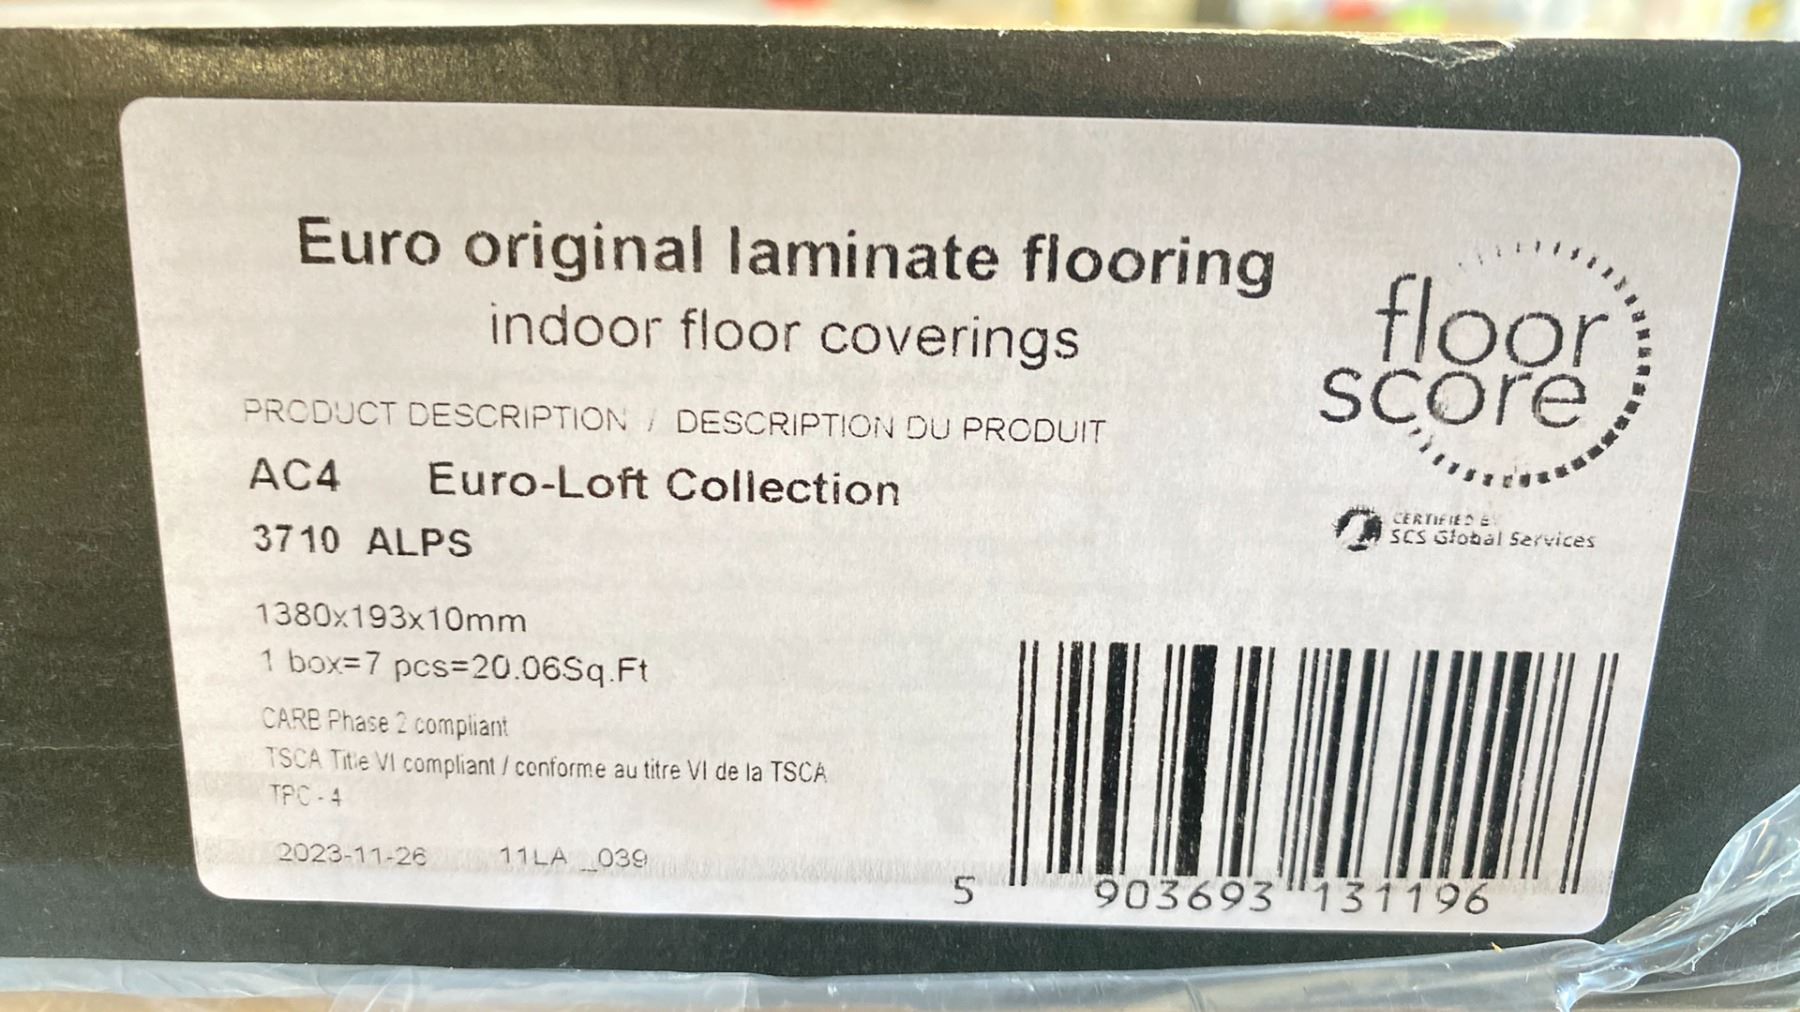 Euro original laminate flooring
indoor floor coverings
PRODUCT DESCRIPTION / DESCRIPTION DU PRODUIT
AC4 Euro-Loft Collection
3710 ALPS
1380x193x10mm
1 box=7 pcs=20.06Sq.Ft
CARB Phase 2 compliant
TSCA Title VI compliant / conforme au titre VI de la TSCA
TPC - 4
2023-11-26 11LA _039
floor
score
CERTIFIED BY
SCS Global Services
5 903693 131196